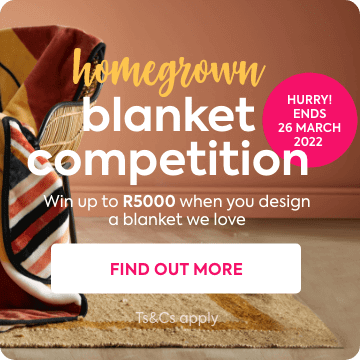 homegrown
blanket
competition
HURRY!
ENDS
26 MARCH
2022
Win up to R5000 when you design
a blanket we love
FIND OUT MORE
Ts&Cs apply